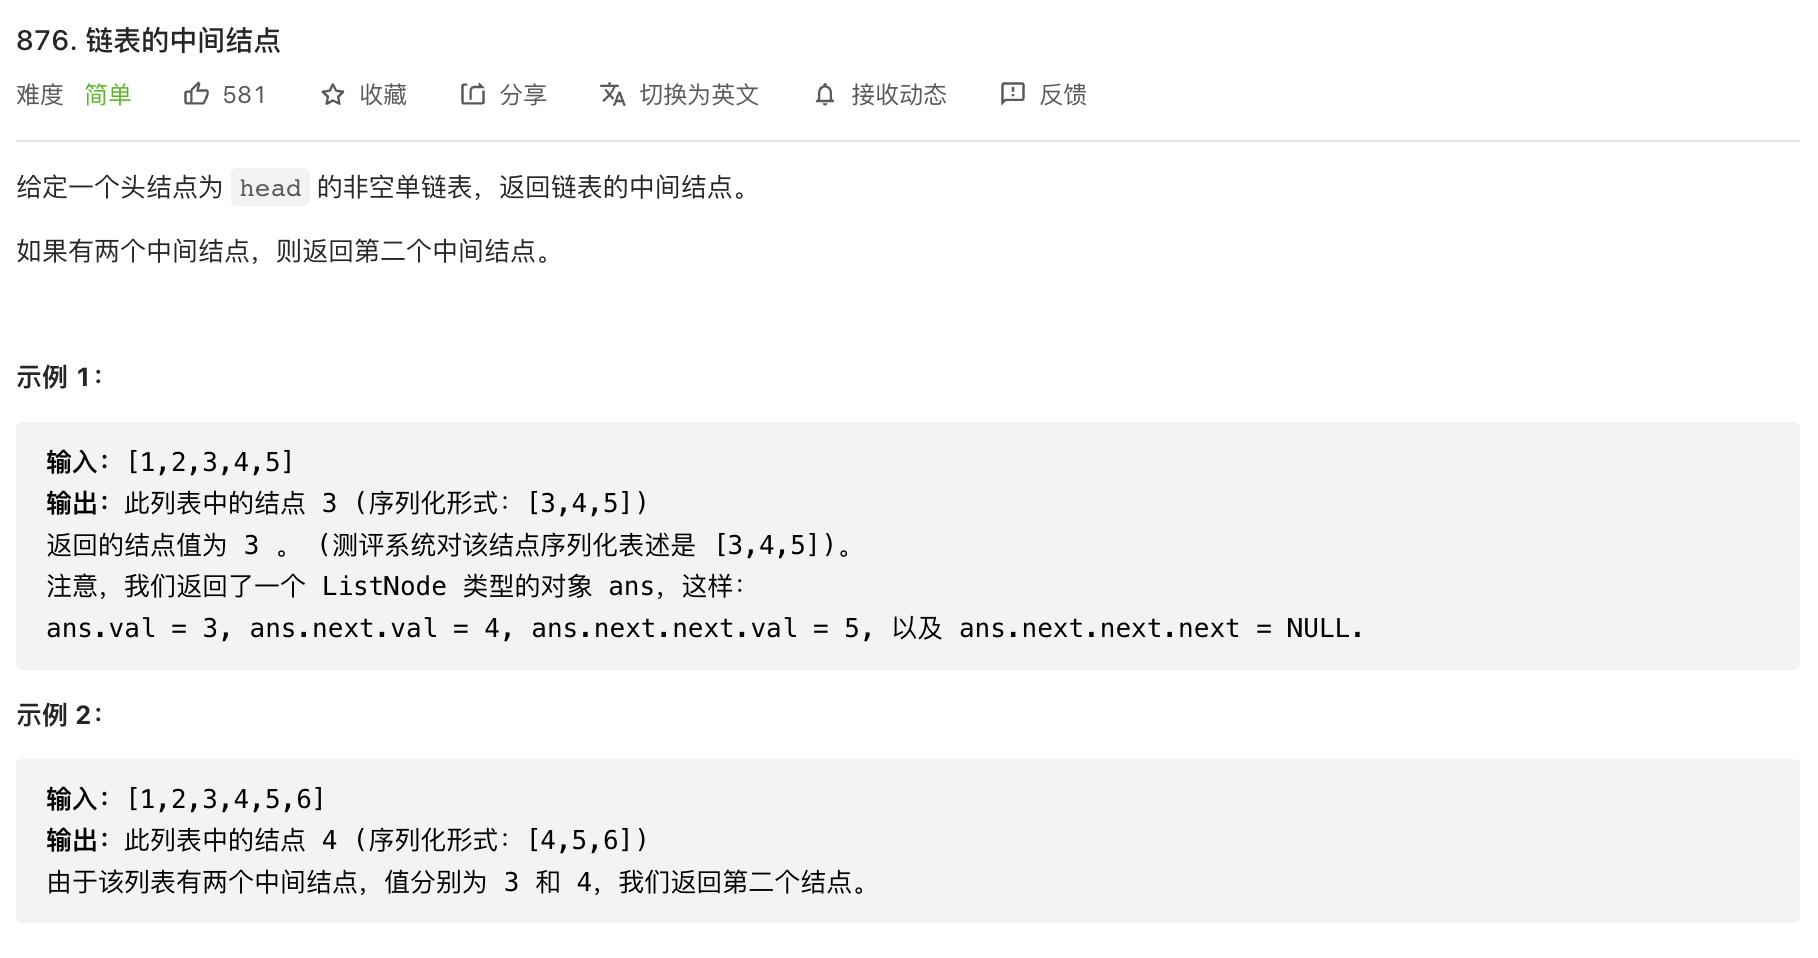 876. 链表的中间结点
难度 简单 581 收藏 分享 切换为英文 接收动态 反馈
给定一个头结点为 head 的非空单链表，返回链表的中间结点。
如果有两个中间结点，则返回第二个中间结点。
示例 1：
输入：[1,2,3,4,5]
输出：此列表中的结点 3 (序列化形式：[3,4,5])
返回的结点值为 3 。 (测评系统对该结点序列化表述是 [3,4,5])。
注意，我们返回了一个 ListNode 类型的对象 ans，这样：
ans.val = 3, ans.next.val = 4, ans.next.next.val = 5, 以及 ans.next.next.next = NULL.
示例 2：
输入：[1,2,3,4,5,6]
输出：此列表中的结点 4 (序列化形式：[4,5,6])
由于该列表有两个中间结点，值分别为 3 和 4，我们返回第二个结点。